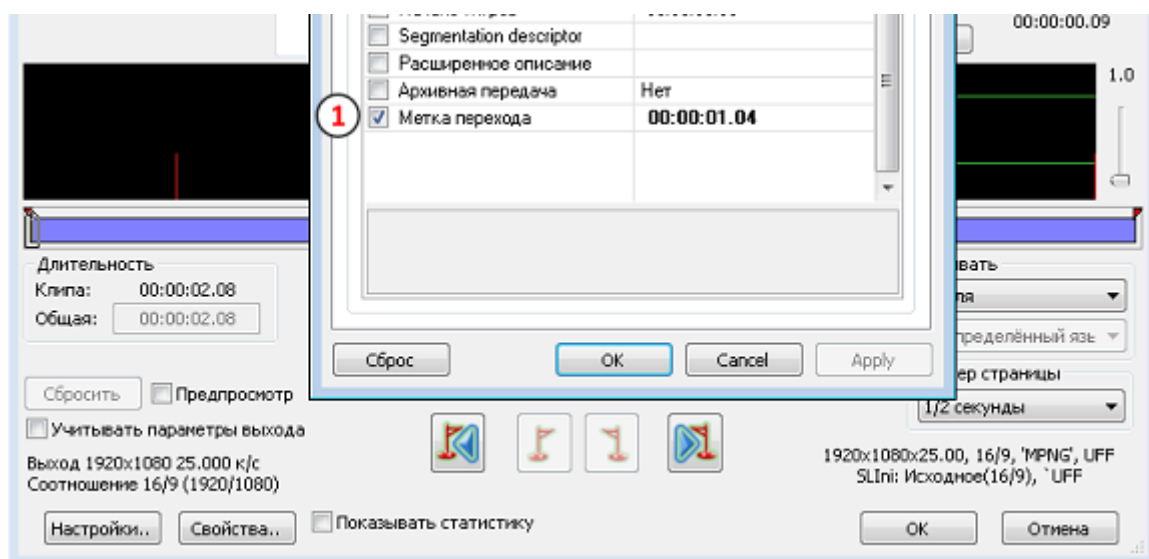 00:00:00.09
Segmentation descriptor
Расширенное описание
Архивная передача Нет
1 Метка перехода 00:00:01.04
1.0
Длительность
Клипа: 00:00:02.08
Общая: 00:00:02.08
1/2 секунды
Сброс OK Cancel Apply
Сбросить Предпросмотр
Учитывать параметры выхода
Выход 1920x1080 25.000 к/с
Соотношение 16/9 (1920/1080)
1920x1080x25.00, 16/9, 'MPNG', UFF
SLIni: Исходное(16/9), `UFF
Настройки.. Свойства.. Показывать статистику OK Отмена